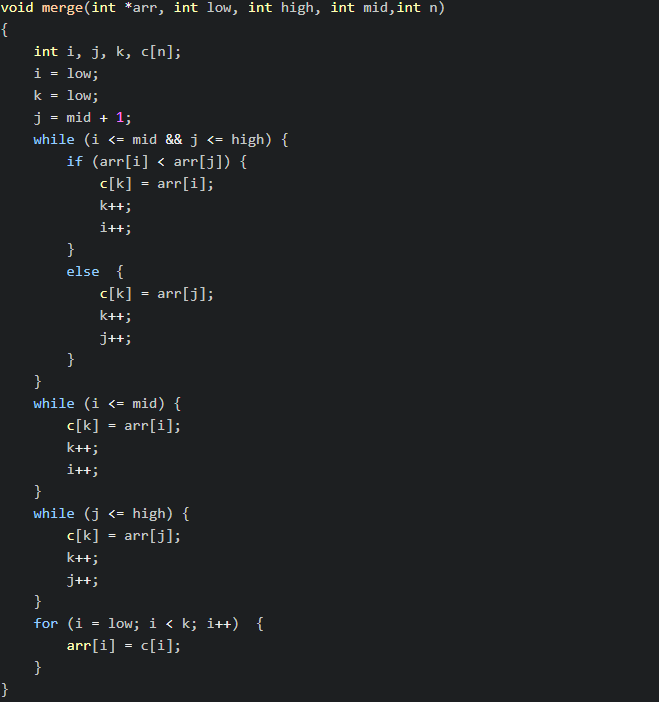 void merge(int *arr, int low, int high, int mid,int n)
{
    int i, j, k, c[n];
    i = low;
    k = low;
    j = mid + 1;
    while (i <= mid && j <= high) {
        if (arr[i] < arr[j]) {
            c[k] = arr[i];
            k++;
            i++;
        }
        else  {
            c[k] = arr[j];
            k++;
            j++;
        }
    }
    while (i <= mid) {
        c[k] = arr[i];
        k++;
        i++;
    }
    while (j <= high) {
        c[k] = arr[j];
        k++;
        j++;
    }
    for (i = low; i < k; i++)  {
        arr[i] = c[i];
    }
}